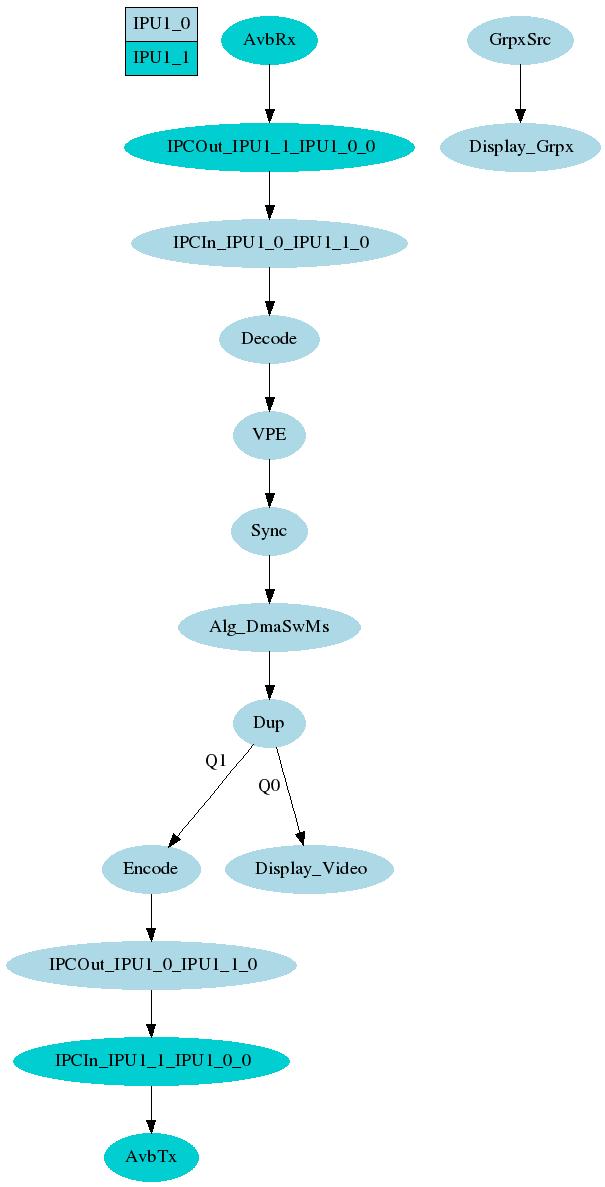 IPU1_0
IPU1_1
AvbRx
GrpxSrc
IPCOut_IPU1_1_IPU1_0_0
Display_Grpx
IPCIn_IPU1_0_IPU1_1_0
Decode
VPE
Sync
Alg_DmaSwMs
Dup
Q1
Q0
Encode
Display_Video
IPCOut_IPU1_0_IPU1_1_0
IPCIn_IPU1_1_IPU1_0_0
AvbTx